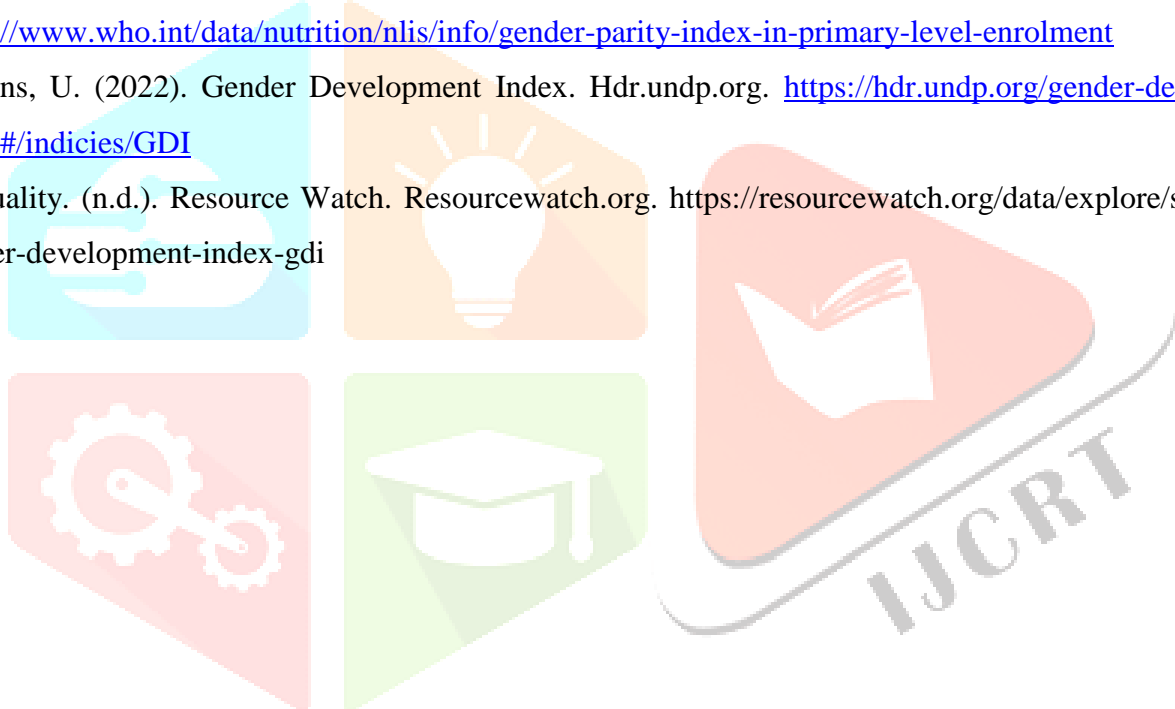 ://www.who.int/data/nutrition/nlis/info/gender-parity-index-in-primary-level-enrolment
ns, U. (2022). Gender Development Index. Hdr.undp.org. https://hdr.undp.org/gender-de
#/indicies/GDI
uality. (n.d.). Resource Watch. Resourcewatch.org. https://resourcewatch.org/data/explore/s
er-development-index-gdi
IJCRT